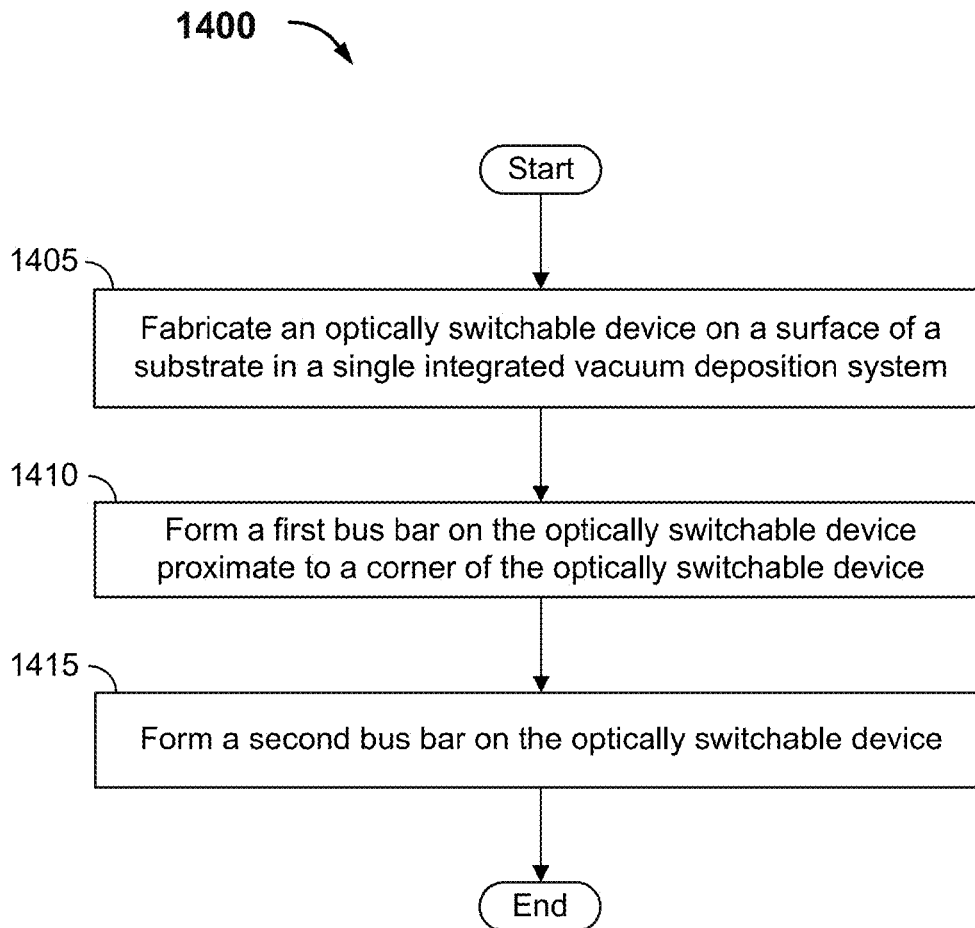 1400
Start
1405
Fabricate an optically switchable device on a surface of a
substrate in a single integrated vacuum deposition system
1410
Form a first bus bar on the optically switchable device
proximate to a corner of the optically switchable device
1415
Form a second bus bar on the optically switchable device
End